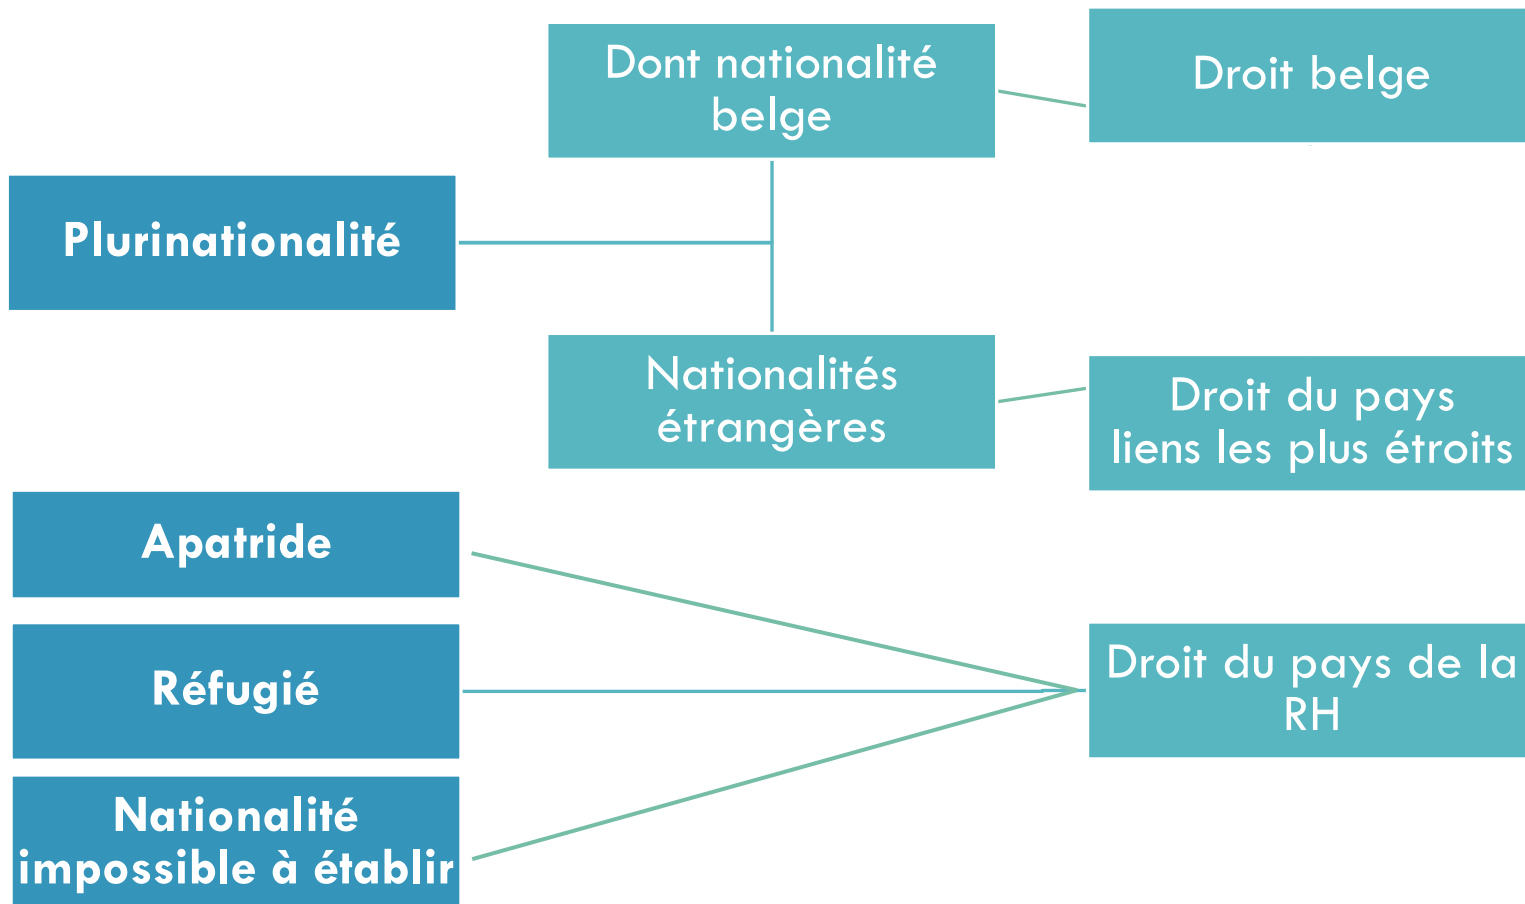 Dont nationalité
belge
Droit belge
Plurinationalité
Nationalités
étrangères
Droit du pays
liens les plus étroits
Apatride
Réfugié
Droit du pays de la
RH
Nationalité
impossible à établir